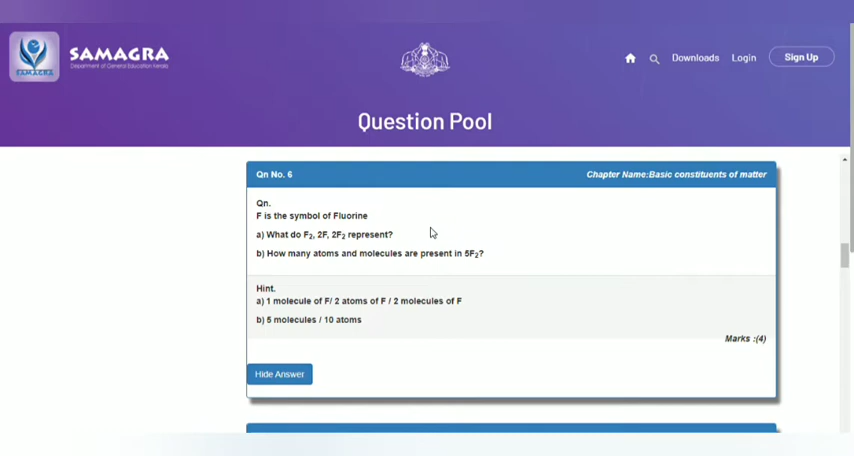 SAMAGRA
Department of General Education Kerala
SAMAGRA
Downloads
Login
Sign Up
Question Pool
Qn No. 6
Chapter Name:Basic constituents of matter
Qn.
F is the symbol of Fluorine
a) What do F₂, 2F, 2F₂ represent?
b) How many atoms and molecules are present in 5F₂?
Hint.
a) 1 molecule of F/ 2 atoms of F / 2 molecules of F
b) 5 molecules / 10 atoms
Marks :(4)
Hide Answer